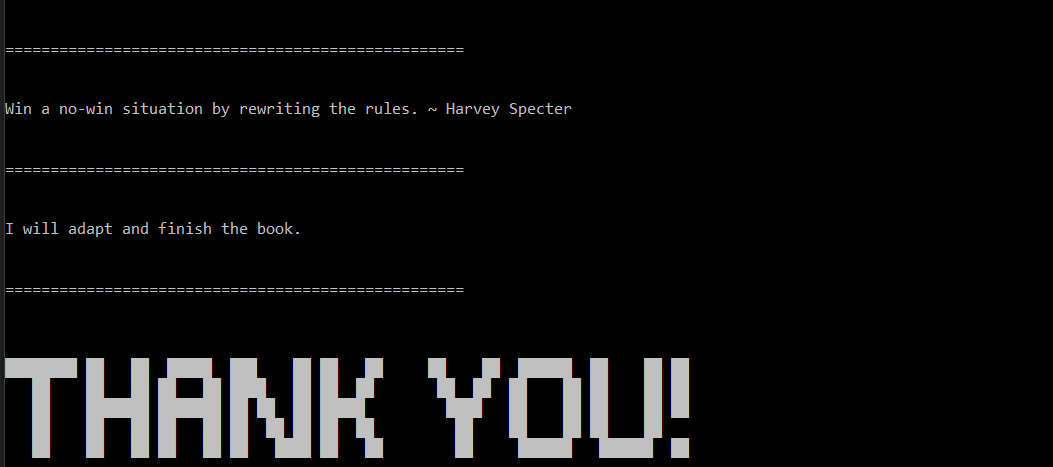 ===================================================
Win a no-win situation by rewriting the rules. ~ Harvey Specter
===================================================
I will adapt and finish the book.
===================================================
THANK YOU!